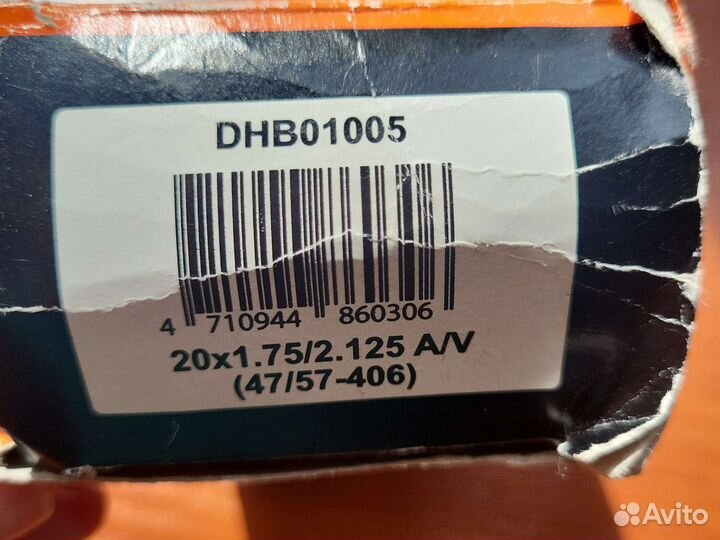 DHB01005
4 710944 860306
20x1.75/2.125 A/V
(47/57-406)
Avito